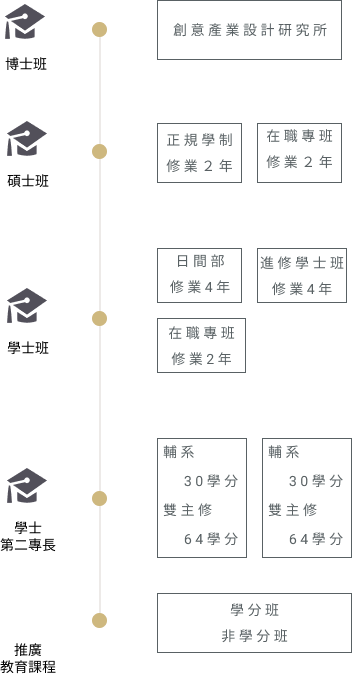 創意產業設計研究所
博士班
正規學制
修業2年
在職專班
修業2年
碩士班
日間部
修業4年
進修學士班
修業4年
學士班
在職專班
修業2年
輔系
30學分
雙主修
64學分
輔系
30學分
雙主修
64學分
學士
第二專長
學分班
非學分班
推廣
教育課程